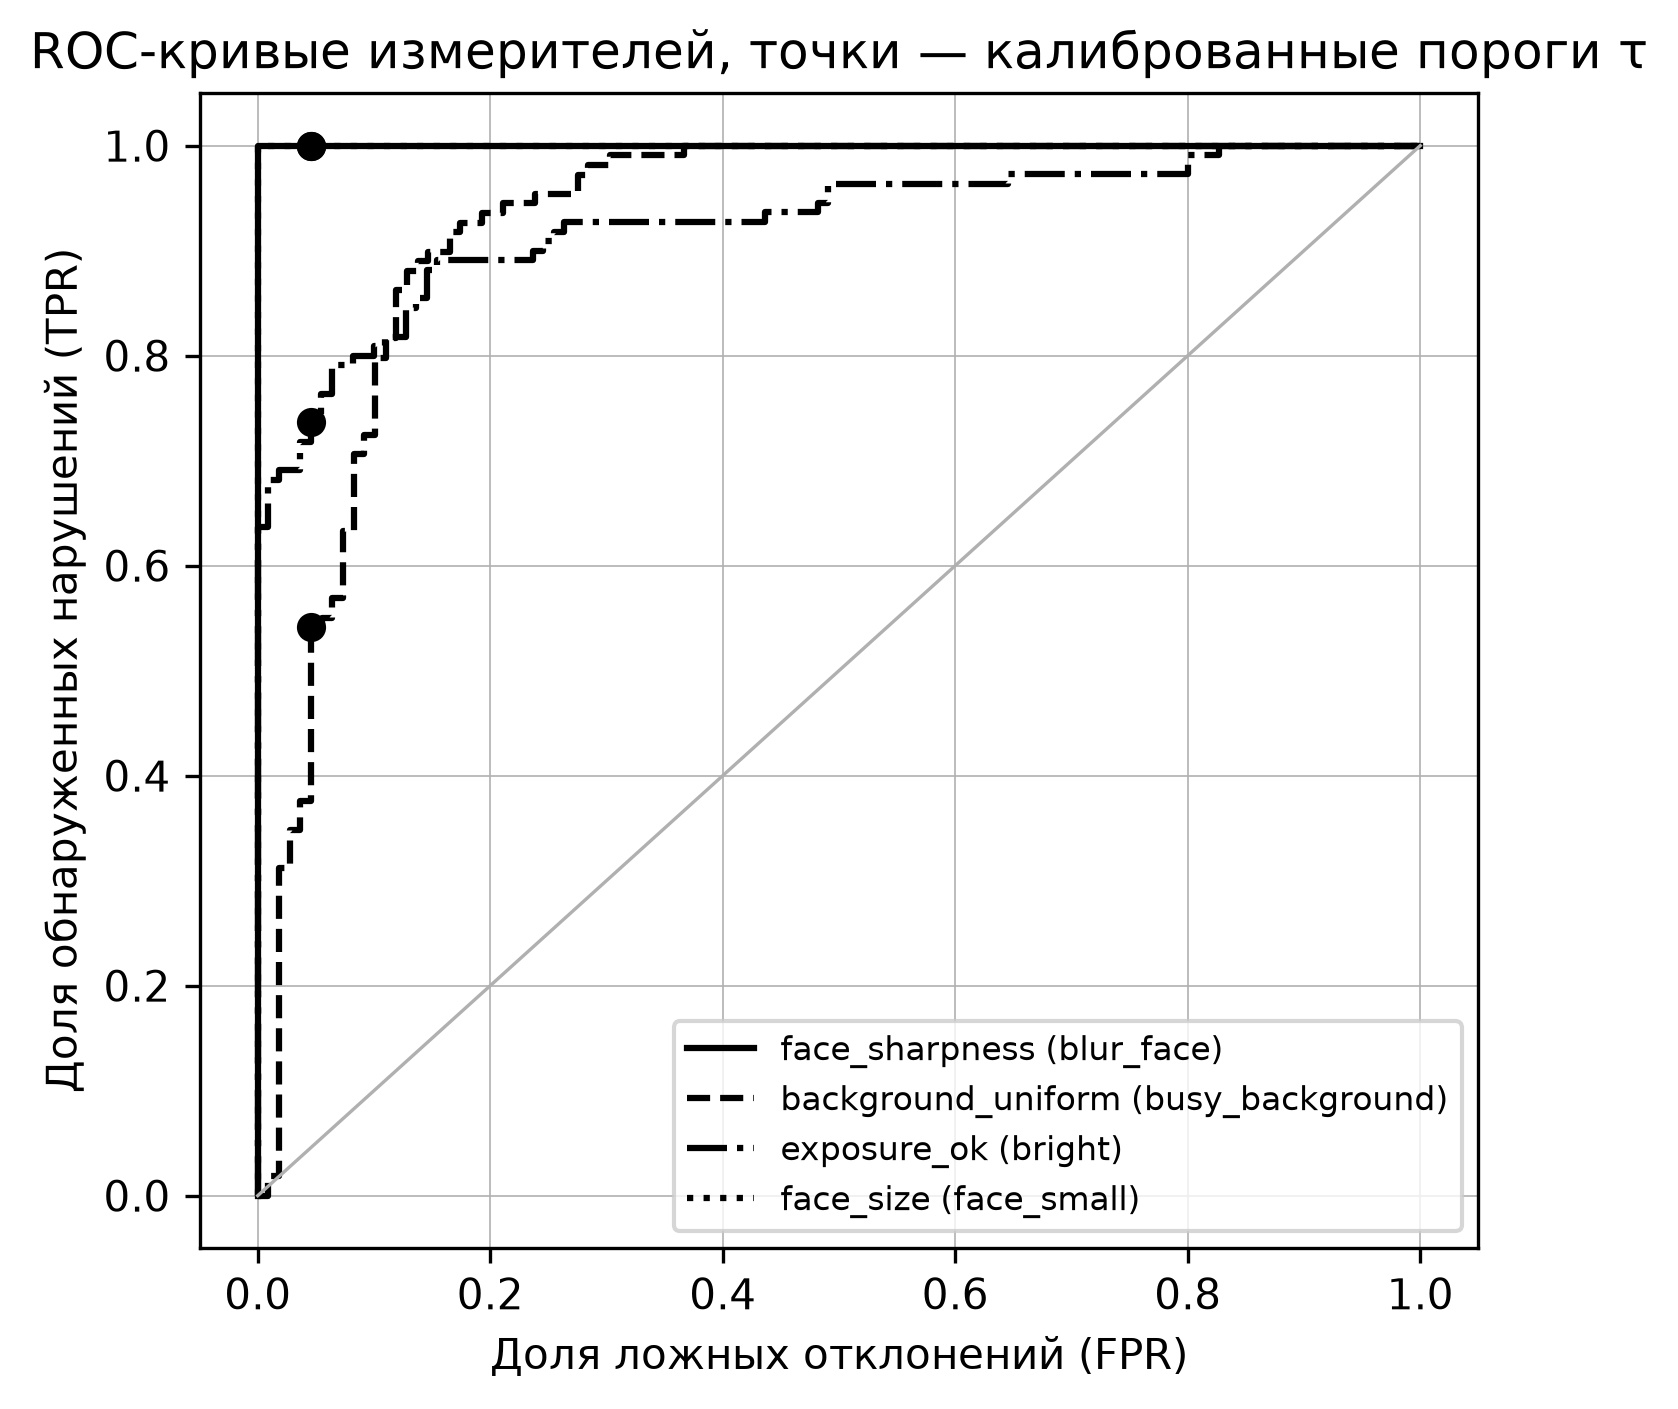 ROC-кривые измерителей, точки — калиброванные пороги τ
Доля обнаруженных нарушений (TPR)
1.0
0.8
0.6
0.4
0.2
0.0
face_sharpness (blur_face)
background_uniform (busy_background)
exposure_ok (bright)
face_size (face_small)
0.0 0.2 0.4 0.6 0.8 1.0
Доля ложных отклонений (FPR)